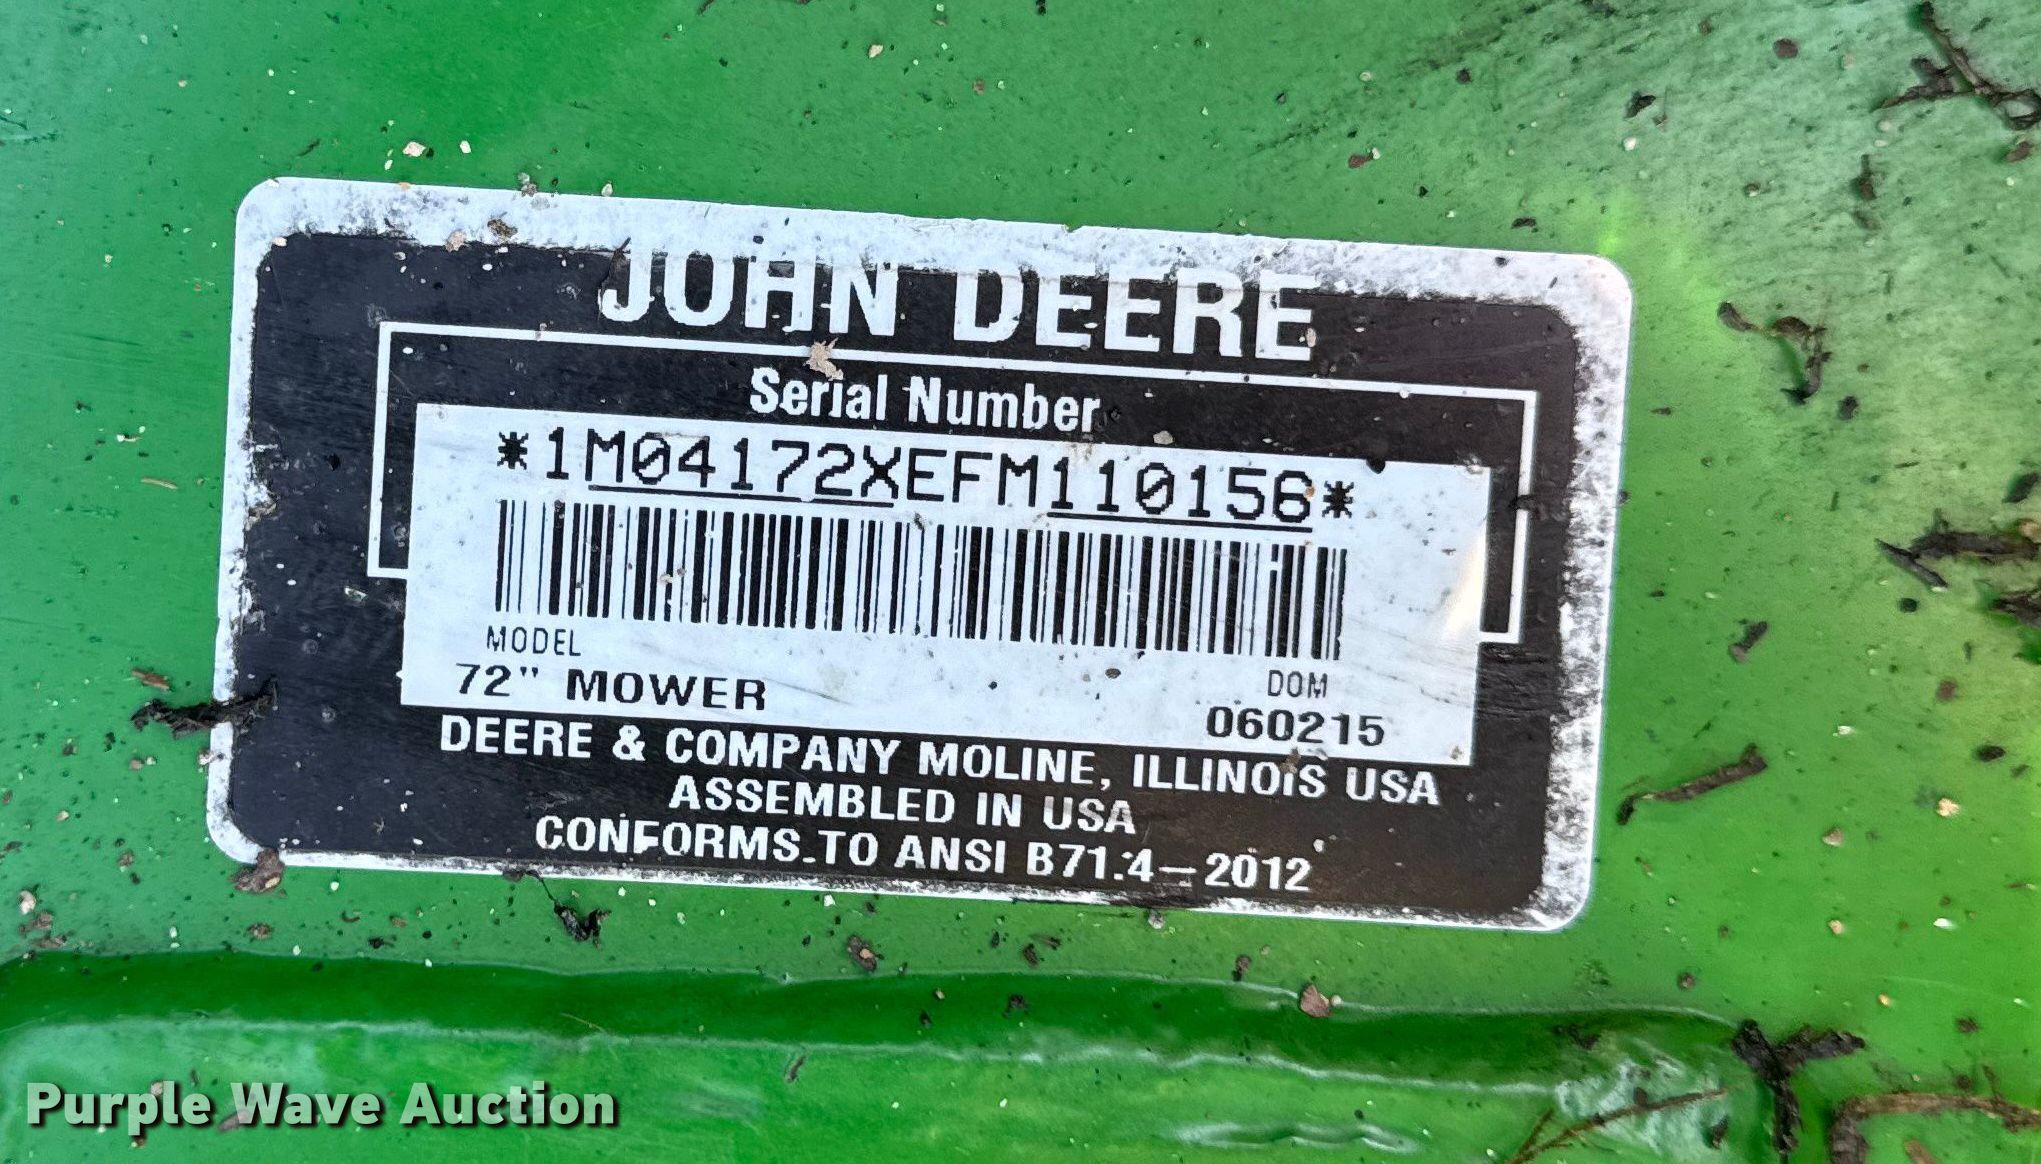 JOHN DEERE
Serial Number
*1M04172XEFM110156*
MODEL
72" MOWER
DOM
060215
DEERE & COMPANY MOLINE, ILLINOIS USA
ASSEMBLED IN USA
CONFORMS TO ANSI B71.4-2012
Purple Wave Auction